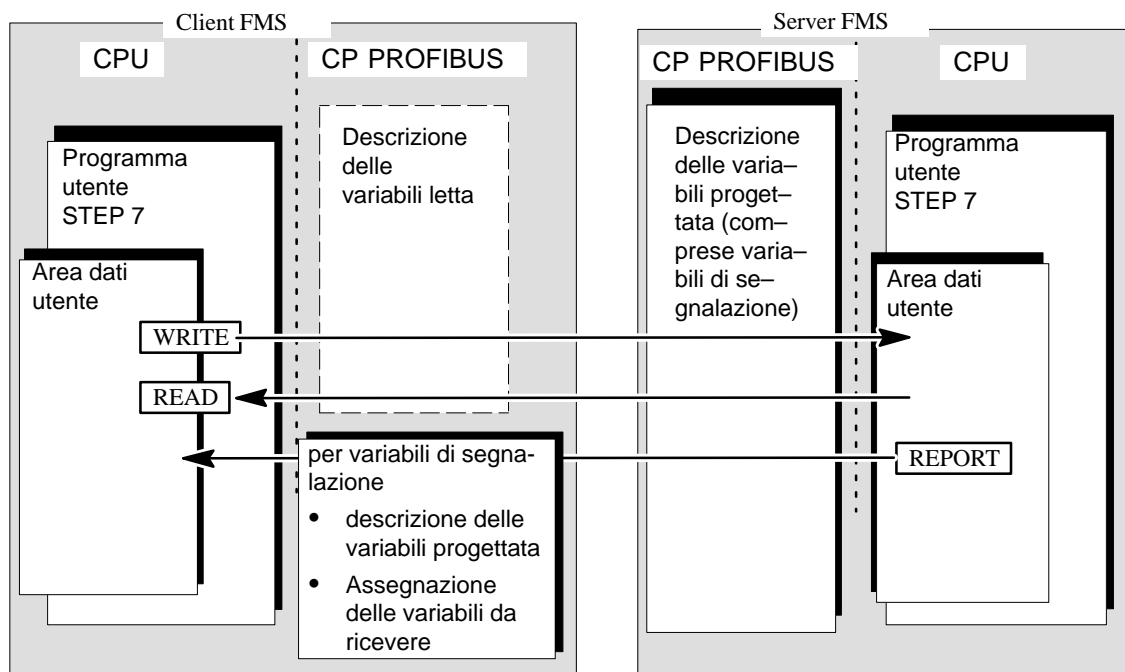 Client FMS
CPU
CP PROFIBUS
Programma
utente
STEP 7
Area dati
utente
Descrizione
delle
variabili letta
WRITE
READ
per variabili di segna-
lazione
• descrizione delle
variabili progettata
• Assegnazione
delle variabili da
ricevere
Server FMS
CP PROFIBUS
CPU
Descrizione
delle varia–
bili proget–
tata (com–
prese varia–
bili di se–
gnalazione)
Programma
utente
STEP 7
Area dati
utente
REPORT